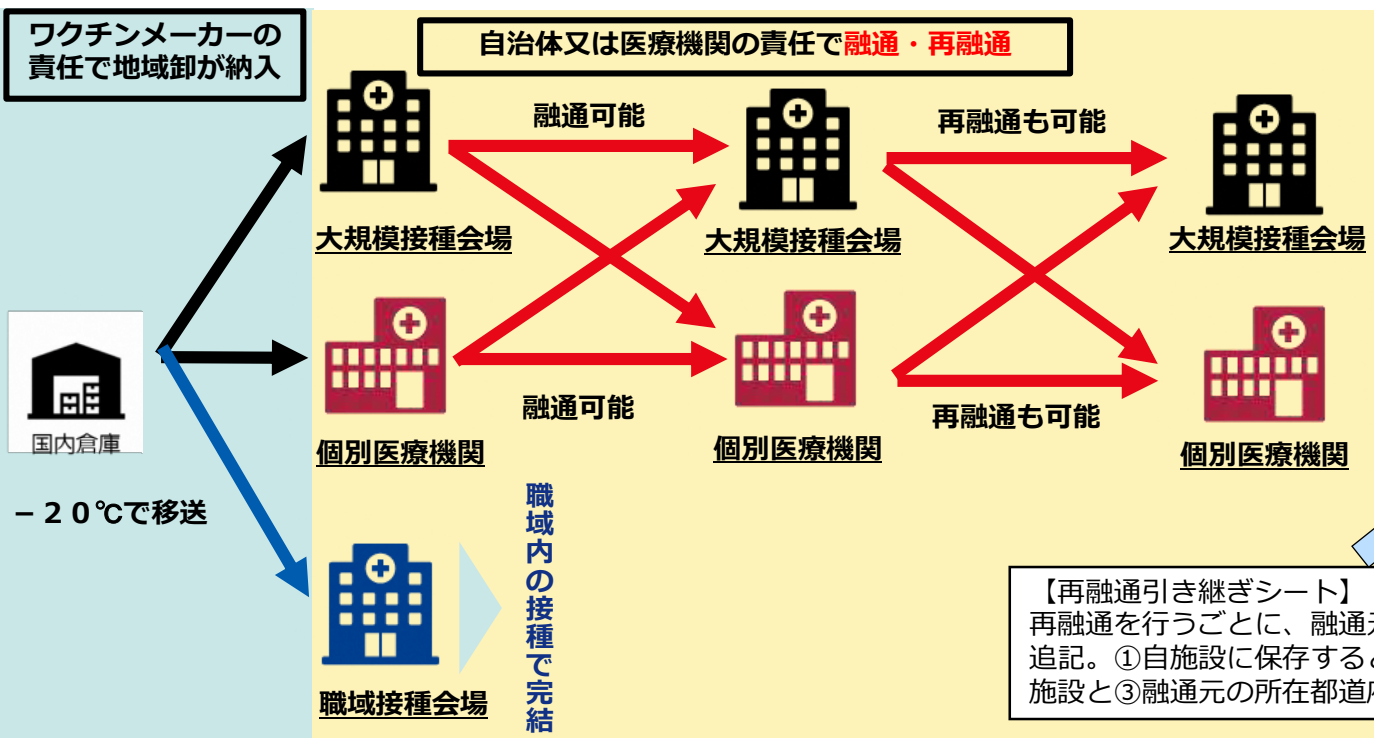 ワクチンメーカーの
責任で地域卸が納入
自治体又は医療機関の責任で融通・再融通
融通可能
再融通も可能
大規模接種会場
大規模接種会場
大規模接種会場
国内倉庫
融通可能
再融通も可能
個別医療機関
個別医療機関
個別医療機関
－２０℃で移送
職域内の接種で完結
職域接種会場
【再融通引き継ぎシート】
再融通を行うごとに、融通
追記。①自施設に保存する
施設と③融通元の所在都道